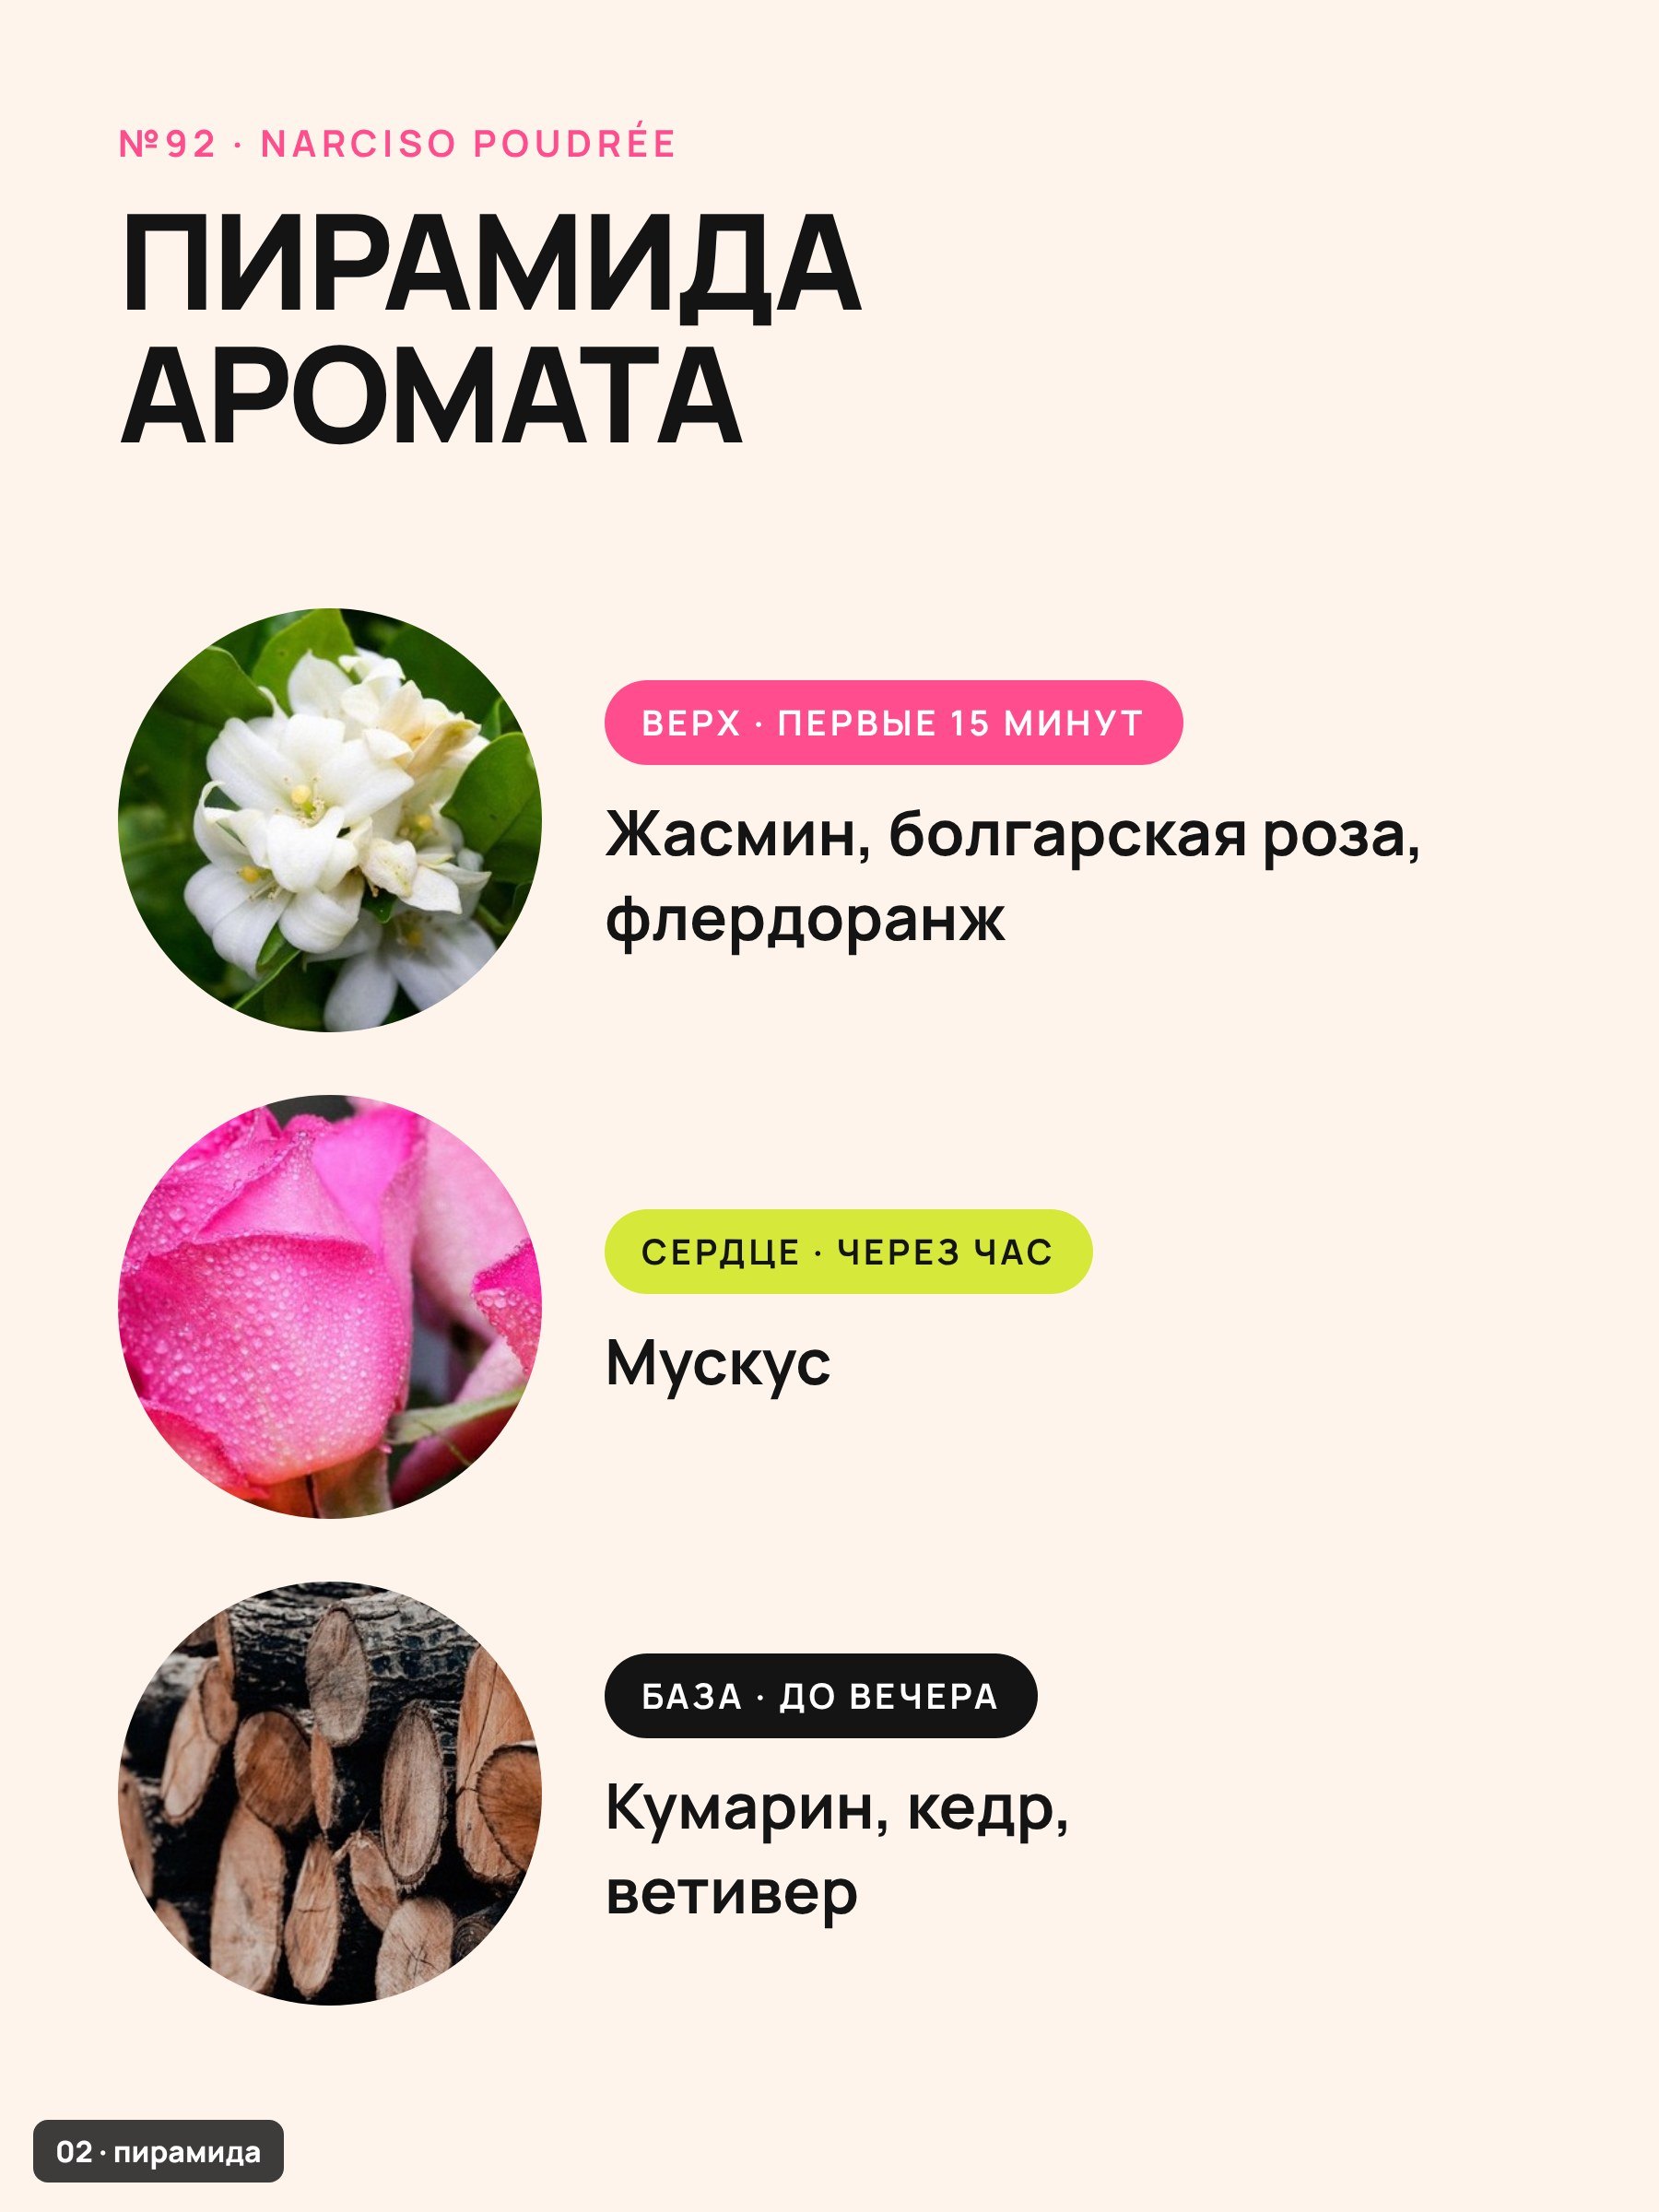 №92 · NARCISO POUDRÉE
ПИРАМИДА
АРОМАТА
ВЕРХ · ПЕРВЫЕ 15 МИНУТ
Жасмин, болгарская роза,
флердоранж
СЕРДЦЕ · ЧЕРЕЗ ЧАС
Мускус
БАЗА · ДО ВЕЧЕРА
Кумарин, кедр,
ветивер
02 · пирамида